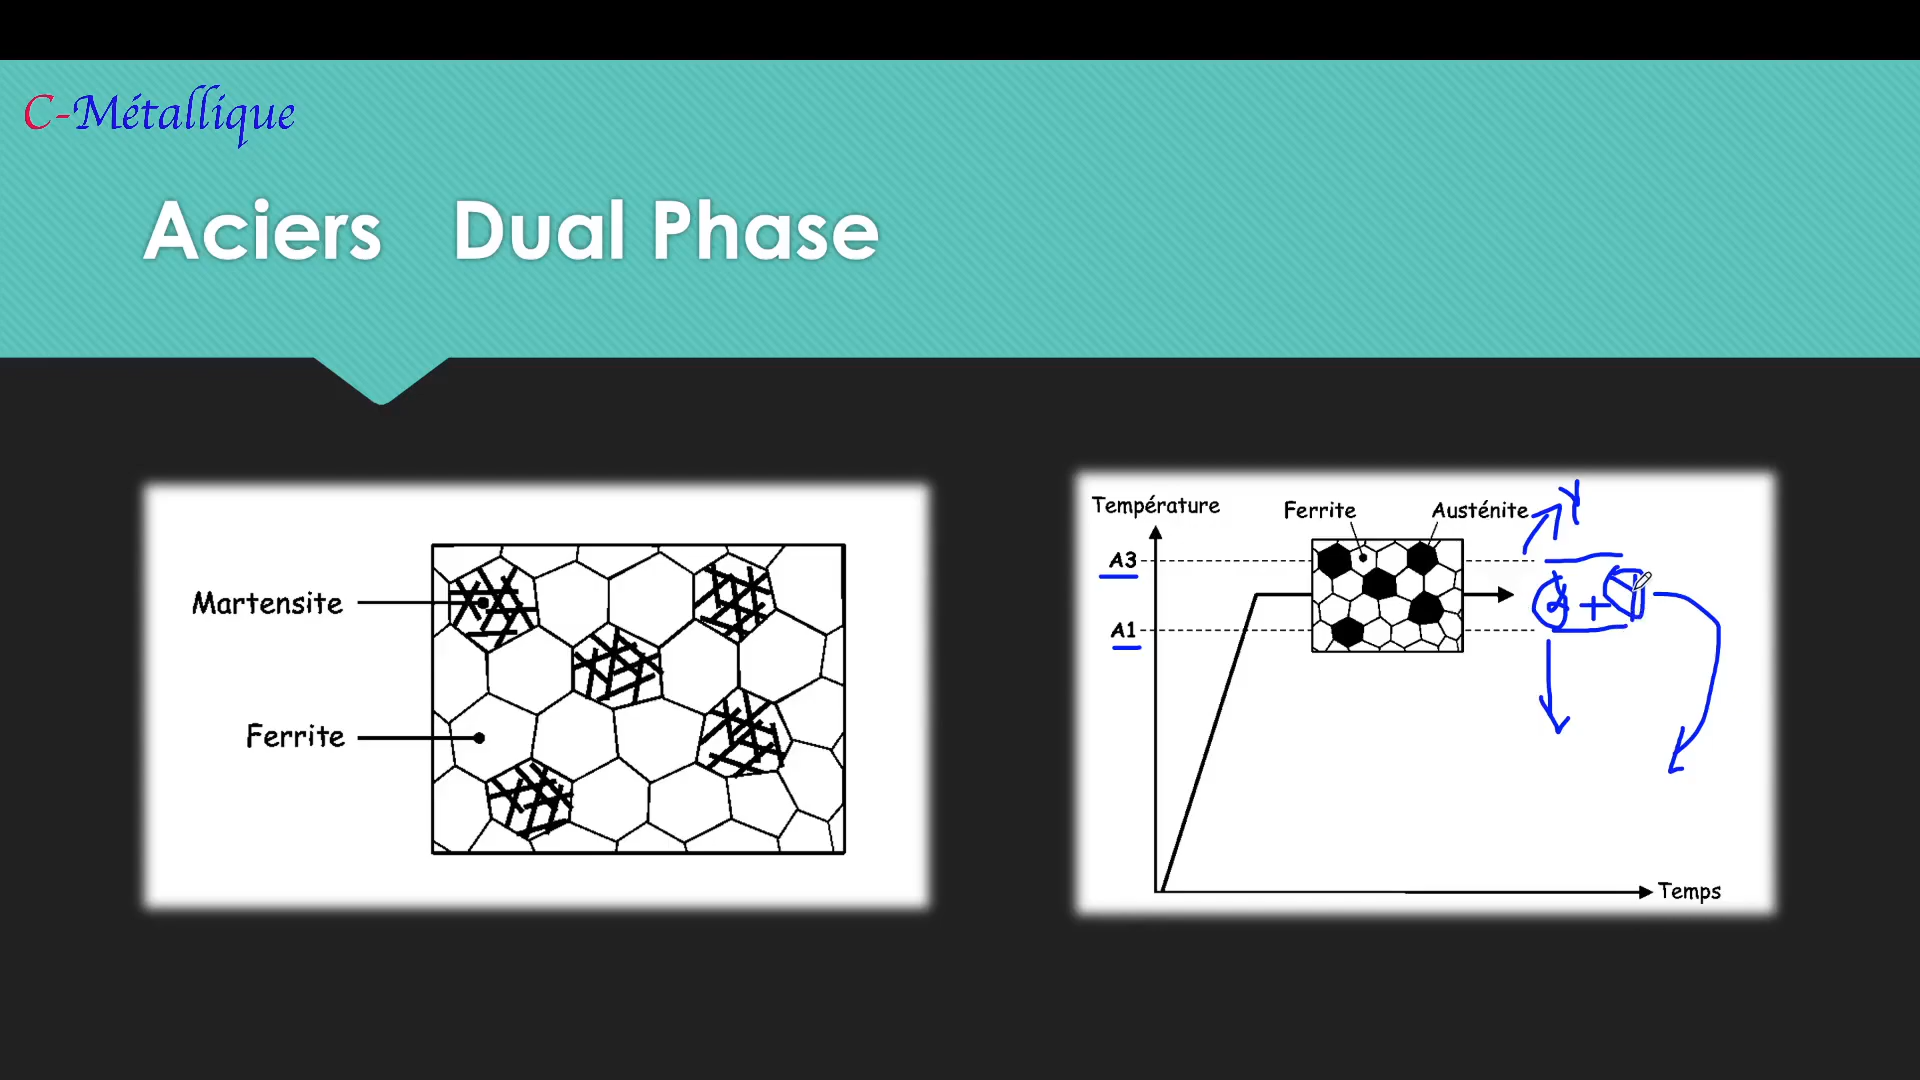 C-Métallique
Aciers Dual Phase
Martensite
Ferrite
Température
Ferrite
Austénite
A3
A1
Temps
γ
α + γ